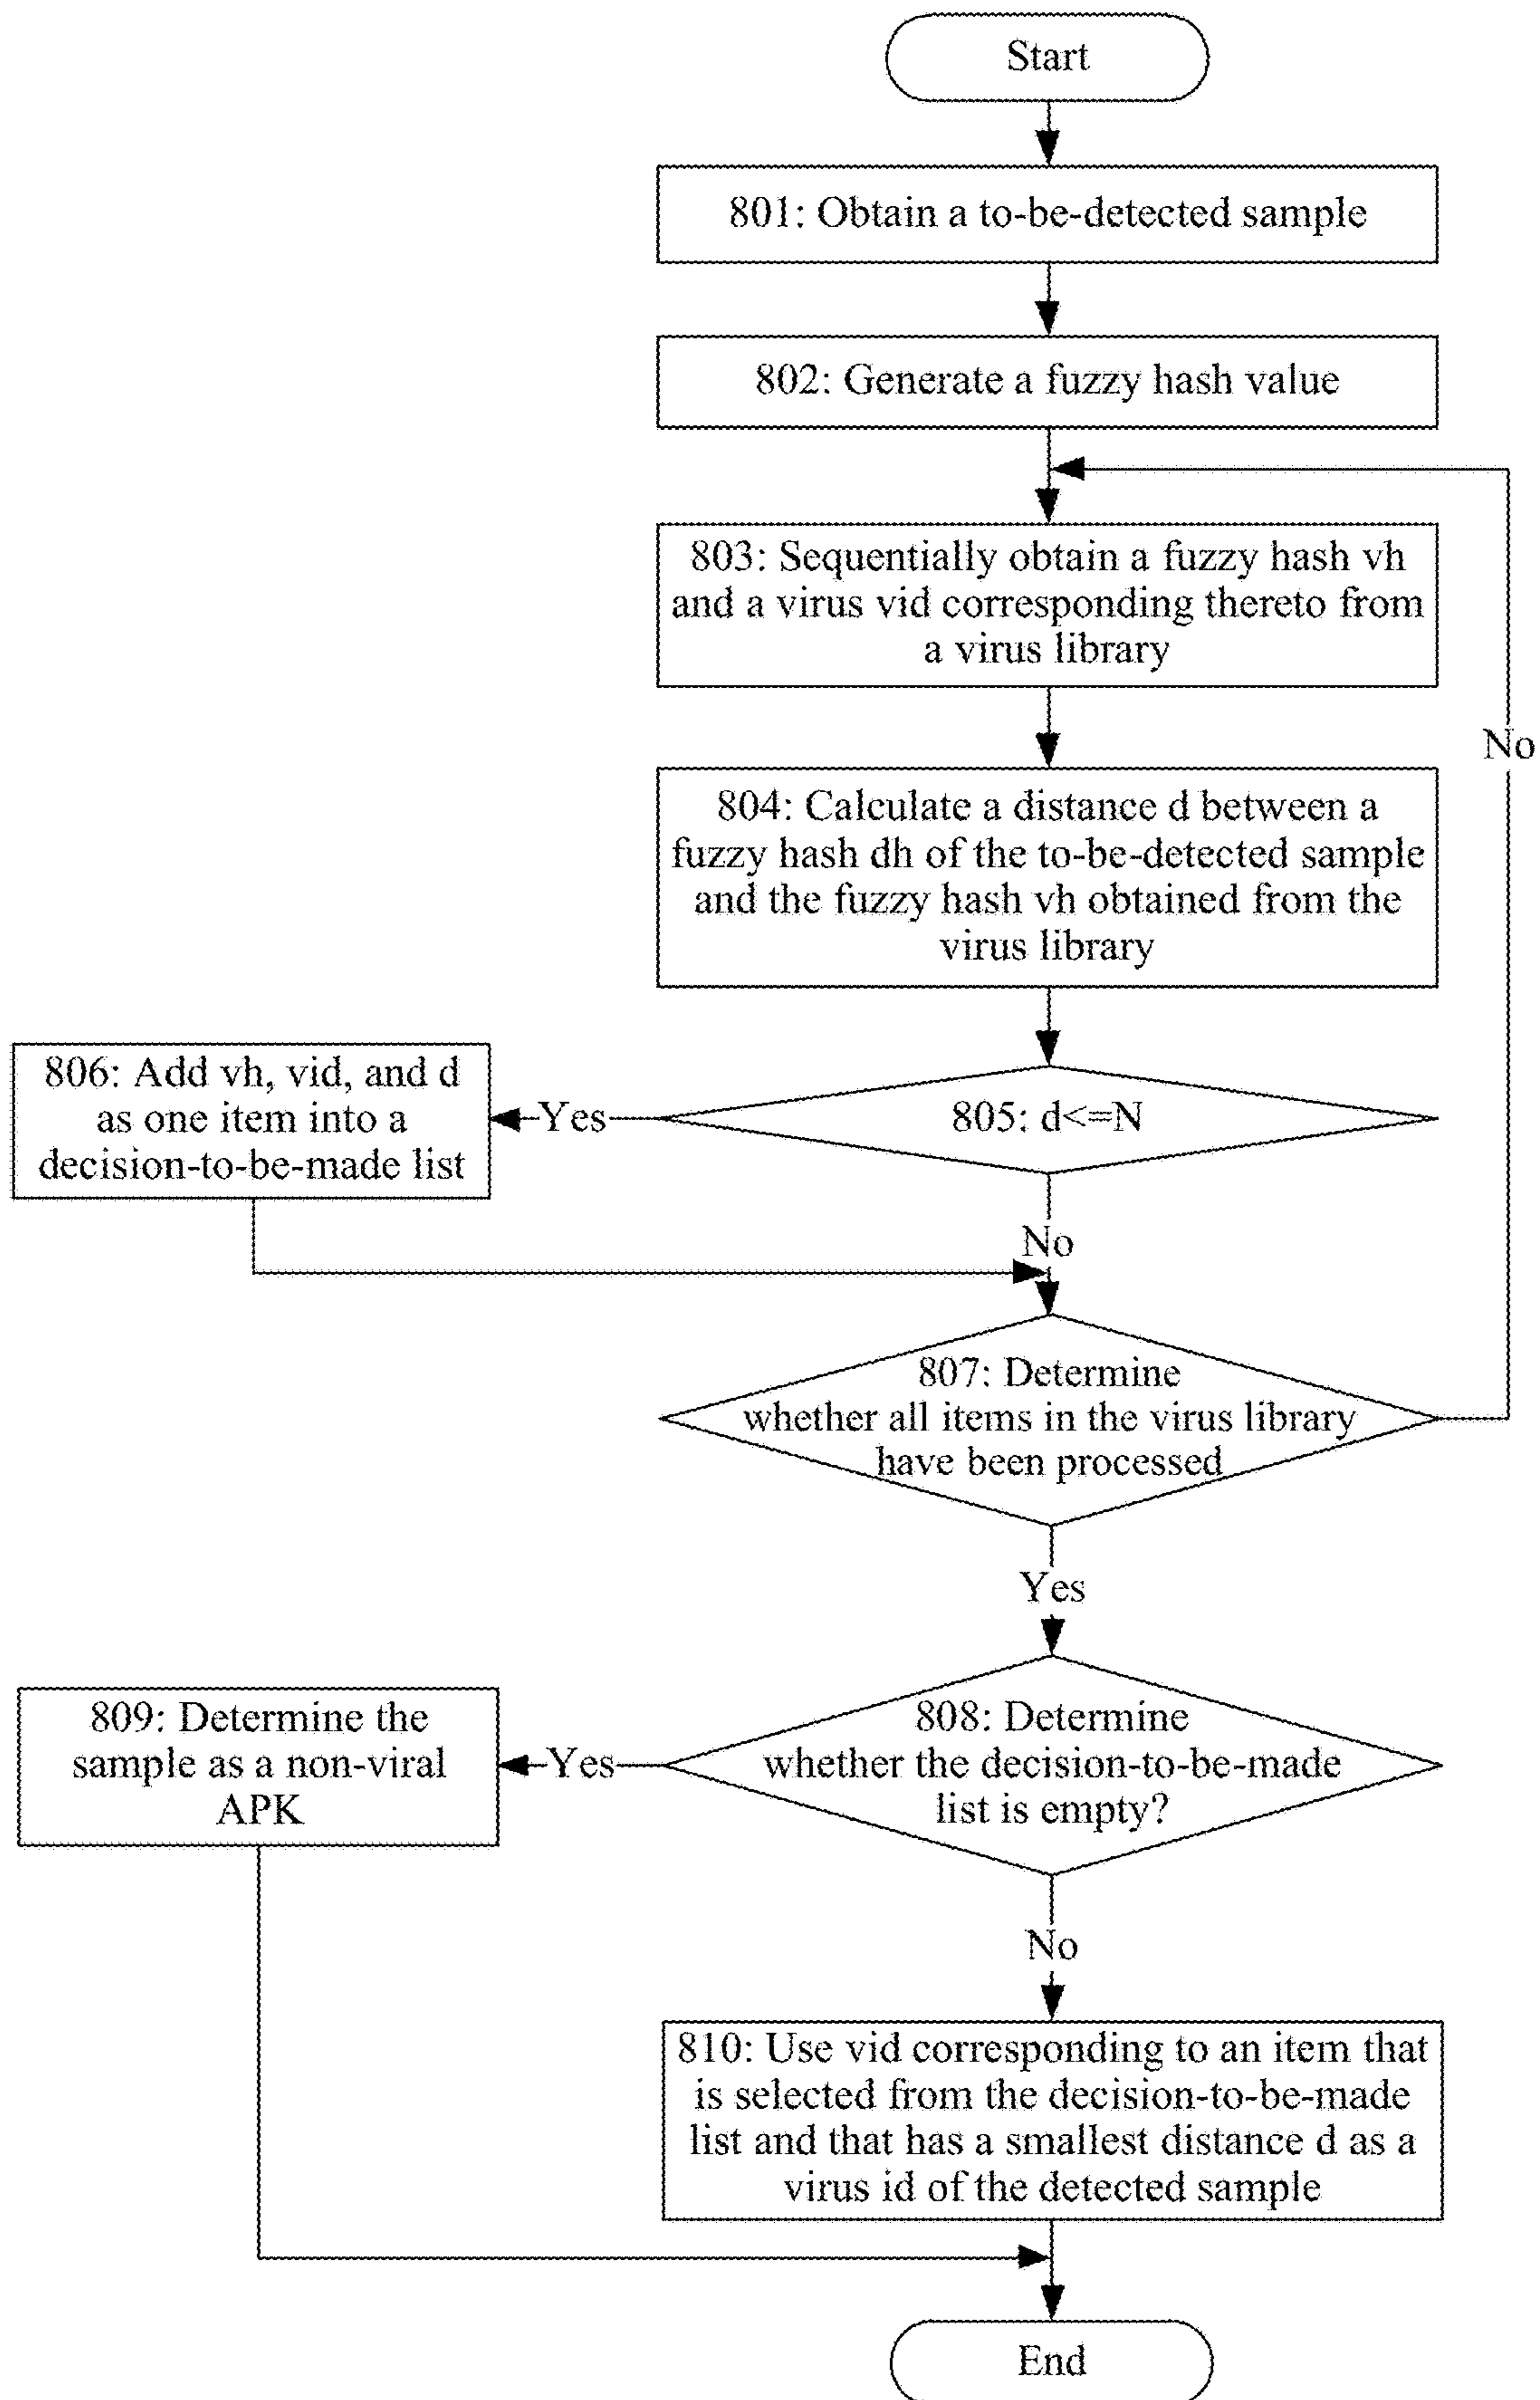 Start
801: Obtain a to-be-detected sample
802: Generate a fuzzy hash value
803: Sequentially obtain a fuzzy hash vh
and a virus vid corresponding thereto from
a virus library
No
804: Calculate a distance d between a
fuzzy hash dh of the to-be-detected sample
and the fuzzy hash vh obtained from the
virus library
806: Add vh, vid, and d
as one item into a
decision-to-be-made list
Yes
805: d<=N
No
807: Determine
whether all items in the virus library
have been processed
Yes
809: Determine the
sample as a non-viral
APK
Yes
808: Determine
whether the decision-to-be-made
list is empty?
No
810: Use vid corresponding to an item that
is selected from the decision-to-be-made
list and that has a smallest distance d as a
virus id of the detected sample
End